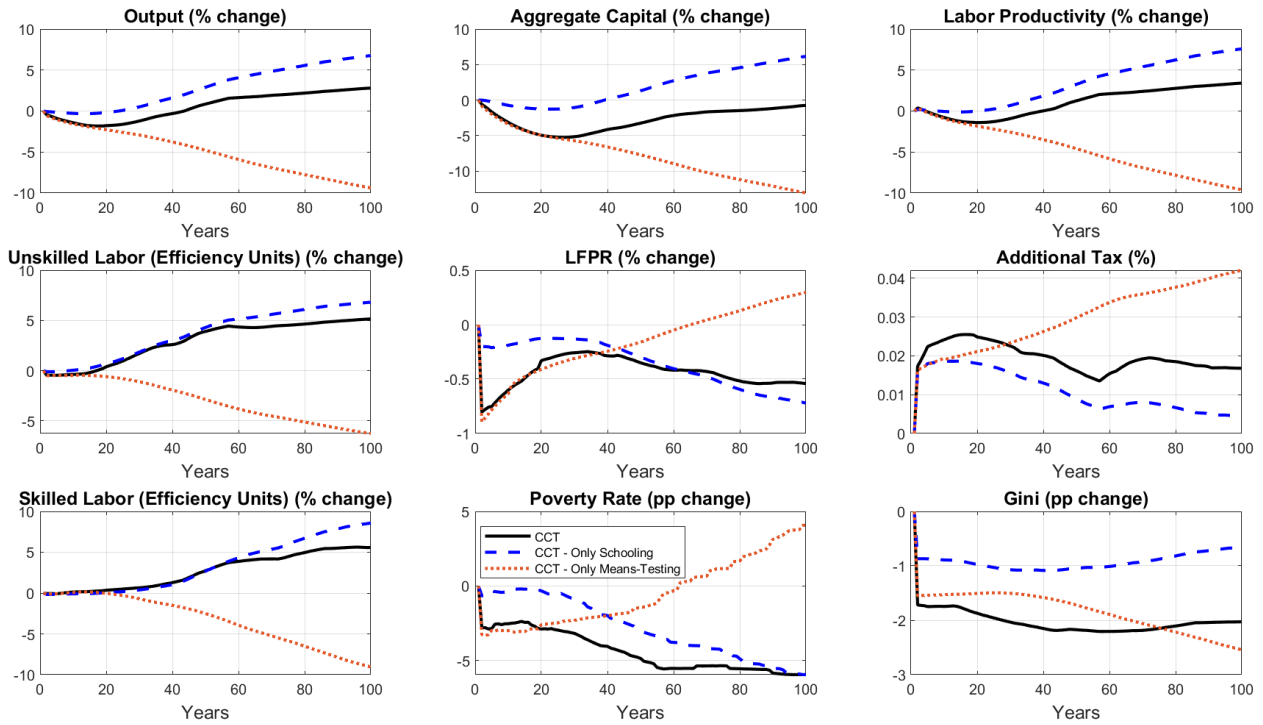 Output (% change)
10
5
0
-5
-10
0 20 40 60 80 100
Years
Aggregate Capital (% change)
10
5
0
-5
-10
0 20 40 60 80 100
Years
Labor Productivity (% change)
10
5
0
-5
-10
0 20 40 60 80 100
Years
Unskilled Labor (Efficiency Units) (% change)
10
5
0
-5
0 20 40 60 80 100
Years
LFPR (% change)
0.5
0
-0.5
-1
0 20 40 60 80 100
Years
Additional Tax (%)
0.04
0.03
0.02
0.01
0
0 20 40 60 80 100
Years
Skilled Labor (Efficiency Units) (% change)
10
5
0
-5
-10
0 20 40 60 80 100
Years
Poverty Rate (pp change)
5
0
-5
CCT
CCT - Only Schooling
CCT - Only Means-Testing
0 20 40 60 80 100
Years
Gini (pp change)
0
-1
-2
-3
0 20 40 60 80 100
Years